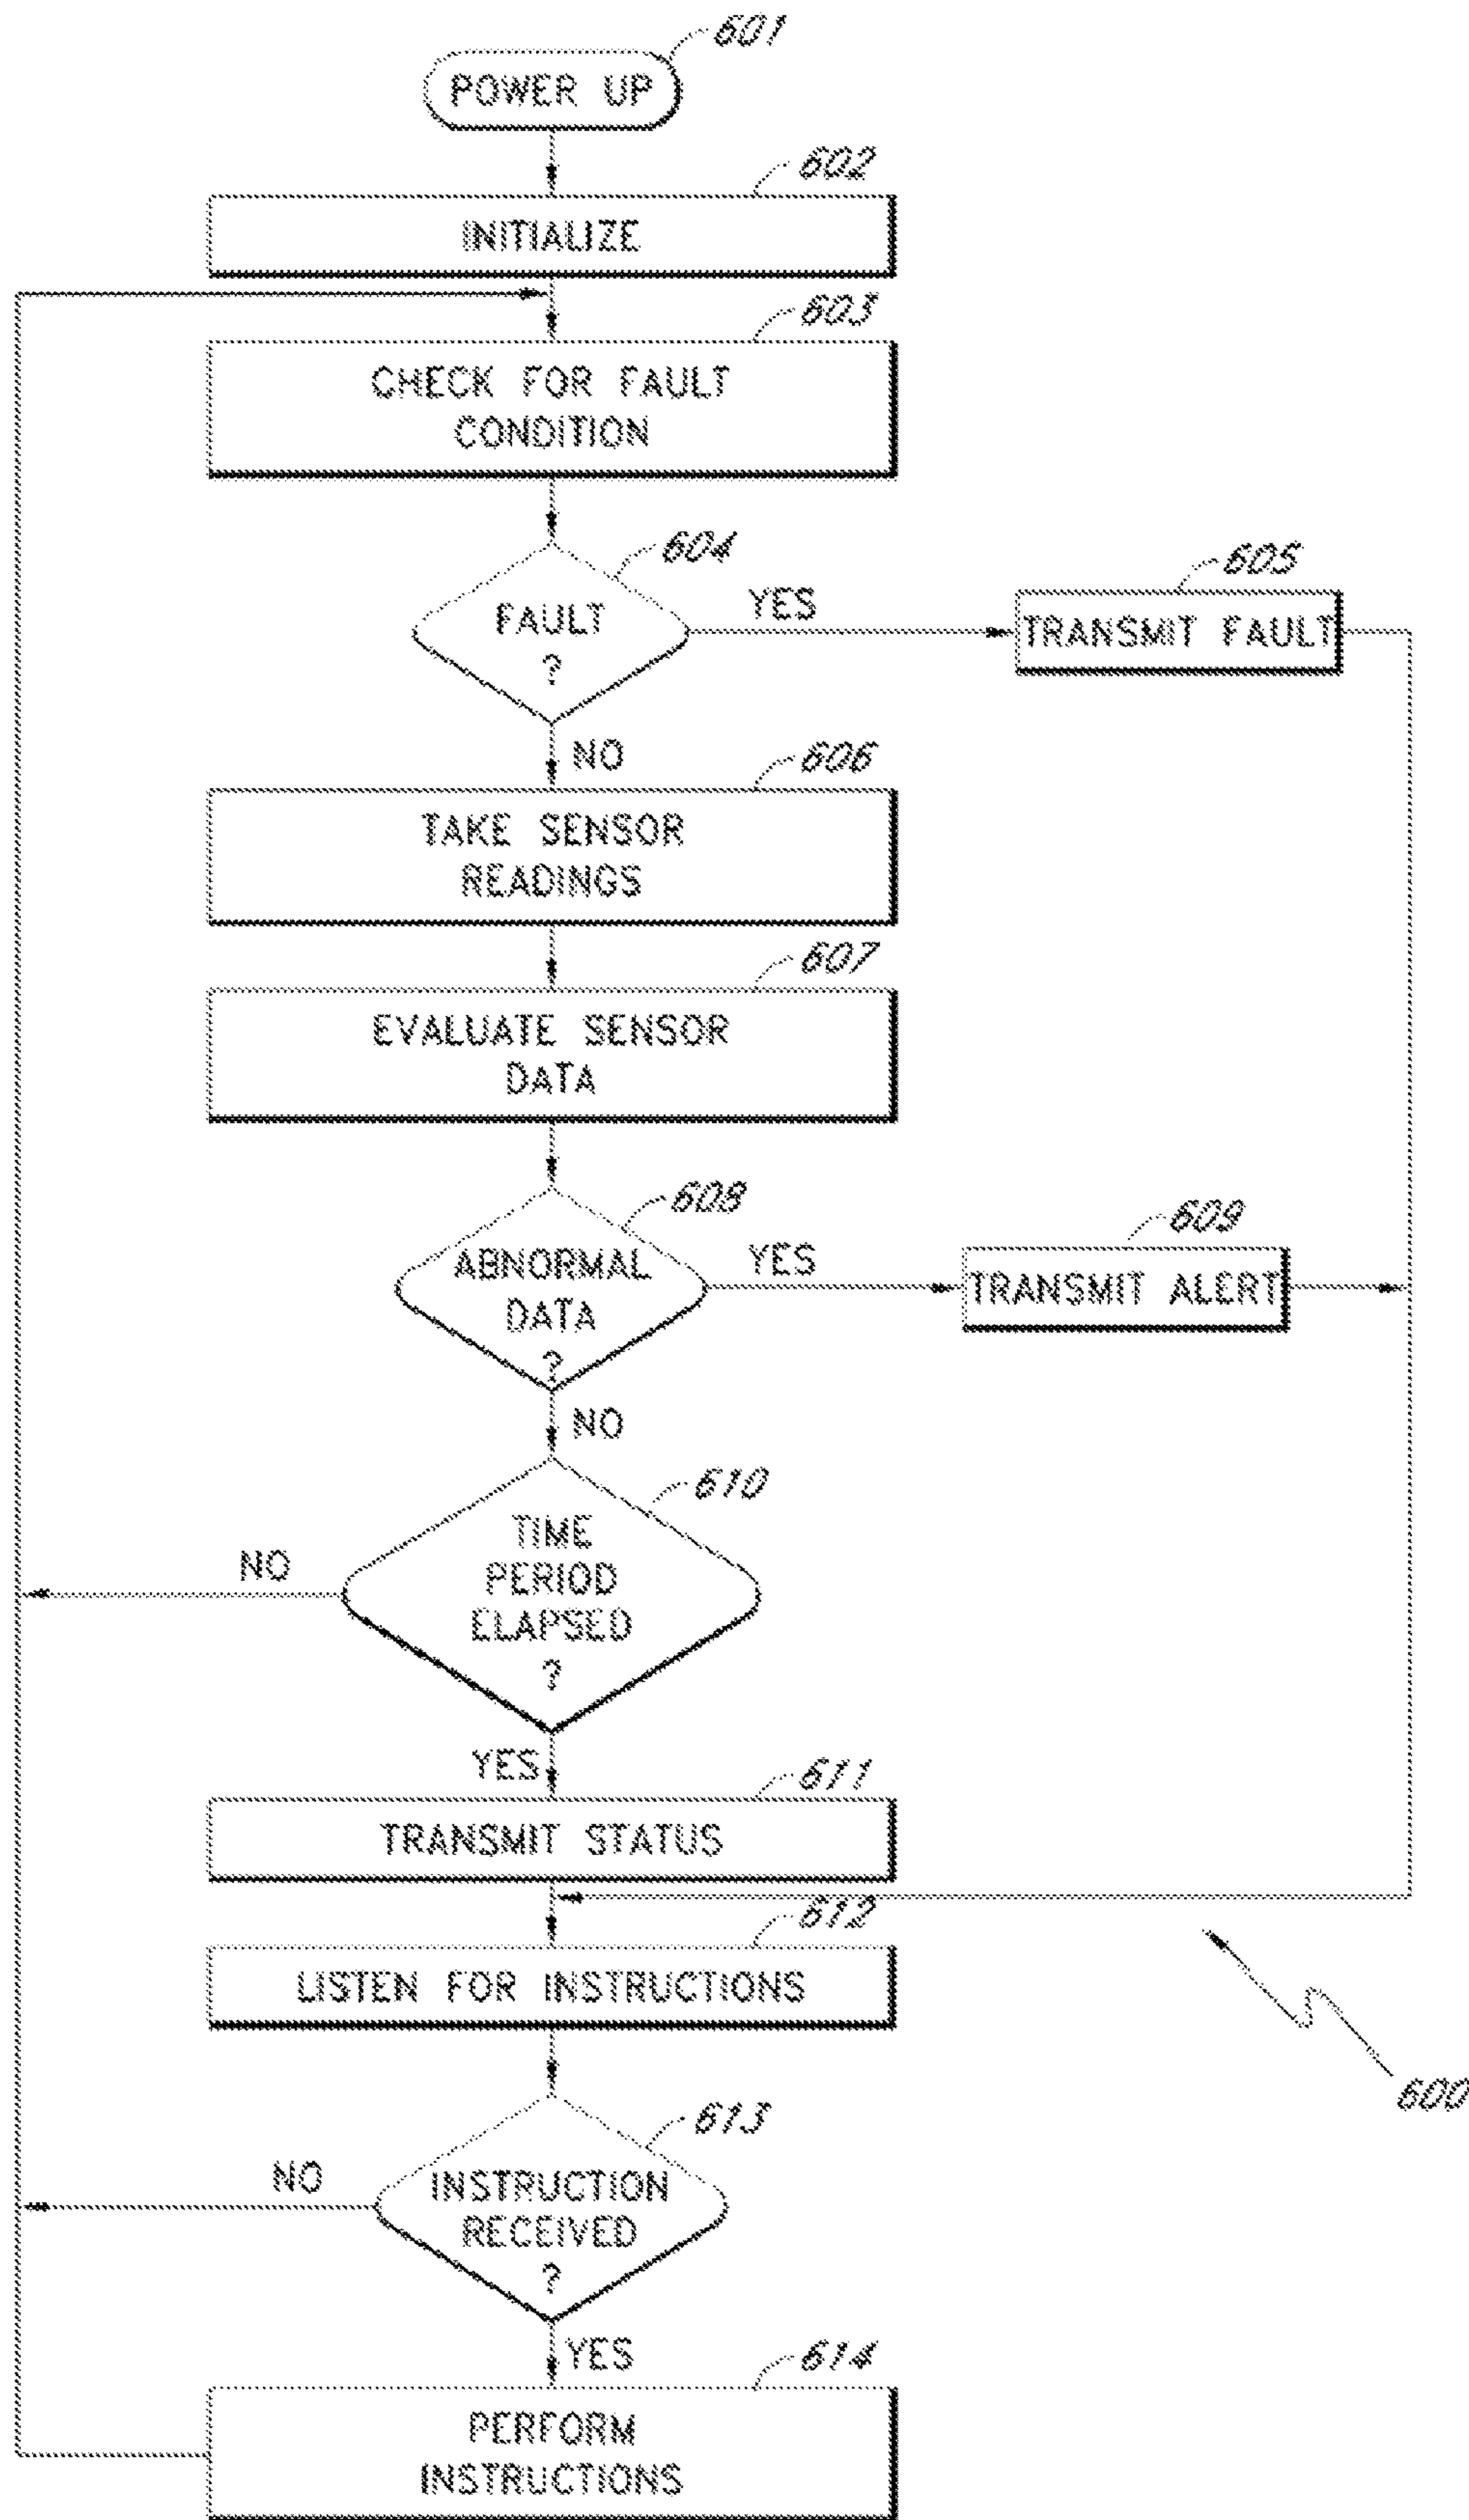 601
POWER UP
602
INITIALIZE
603
CHECK FOR FAULT
CONDITION
604
FAULT
?
YES
605
TRANSMIT FAULT
NO
606
TAKE SENSOR
READINGS
607
EVALUATE SENSOR
DATA
608
ABNORMAL
DATA
?
YES
609
TRANSMIT ALERT
NO
610
TIME
PERIOD
ELAPSED
?
NO
YES
611
TRANSMIT STATUS
612
LISTEN FOR INSTRUCTIONS
600
613
INSTRUCTION
RECEIVED
?
NO
YES
614
PERFORM
INSTRUCTIONS